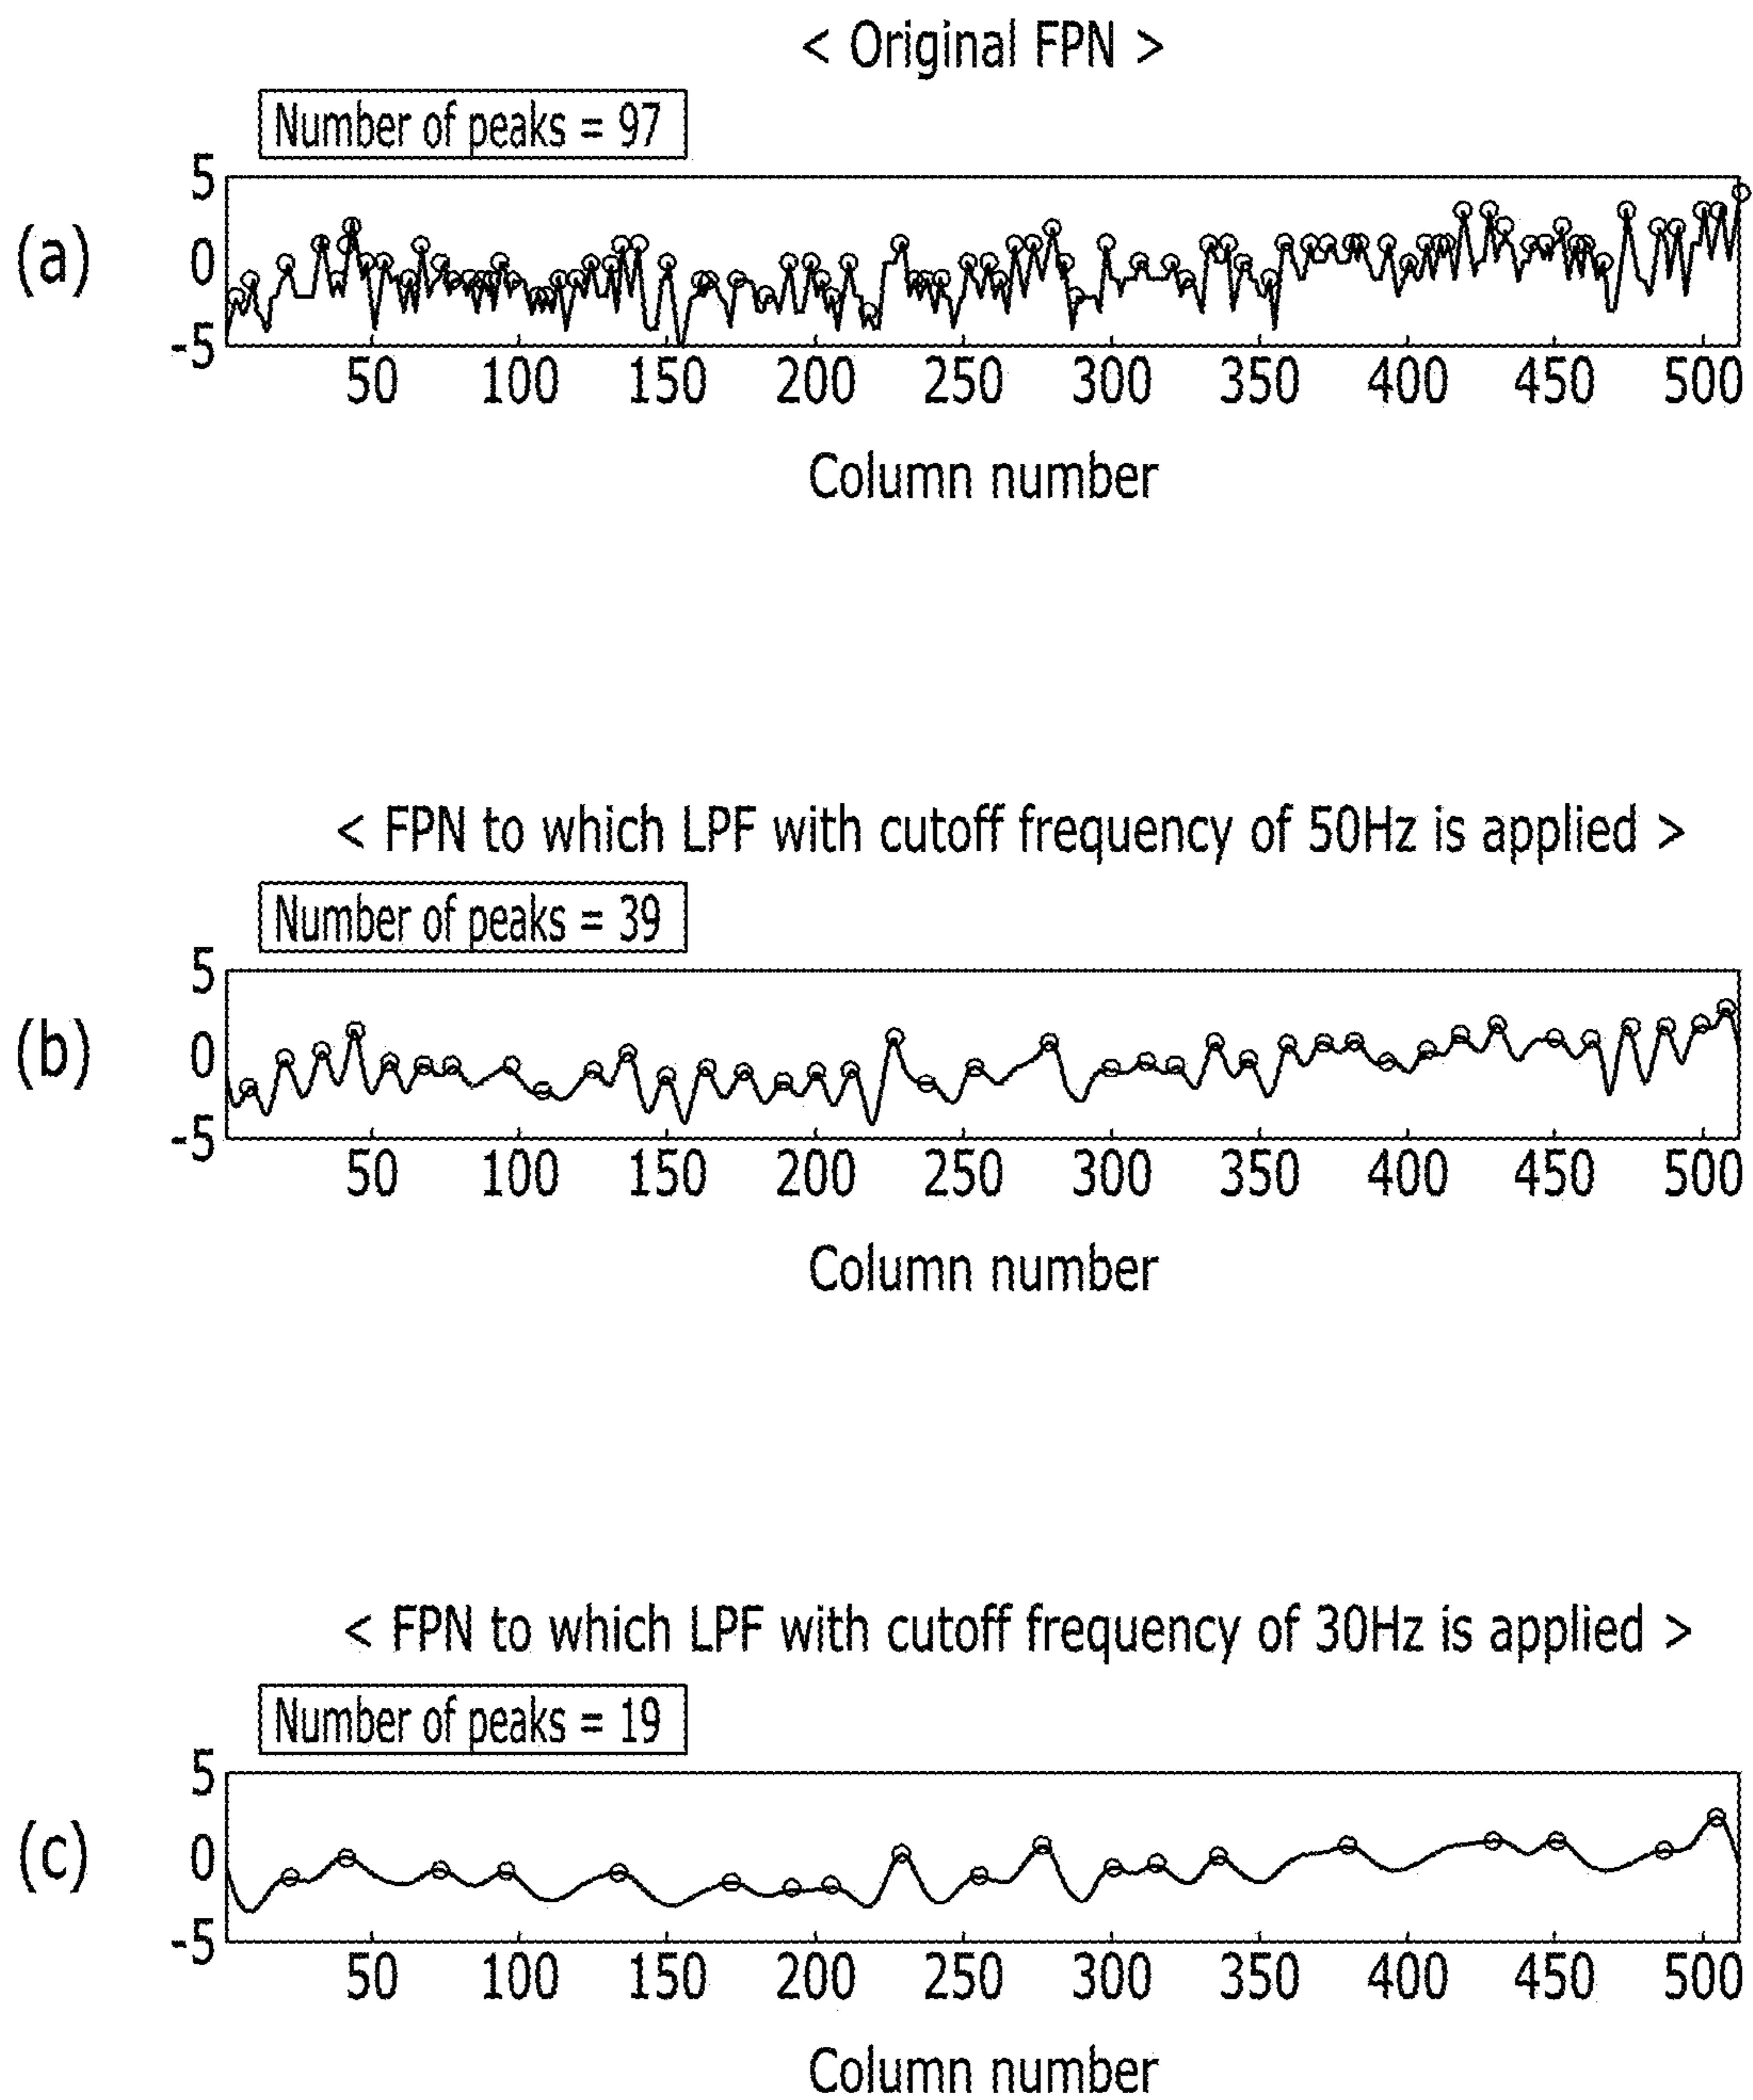 < Original FPN >
Number of peaks = 97
5
(a)
0
-5
50 100 150 200 250 300 350 400 450 500
Column number
< FPN to which LPF with cutoff frequency of 50Hz is applied >
Number of peaks = 39
5
(b)
0
-5
50 100 150 200 250 300 350 400 450 500
Column number
< FPN to which LPF with cutoff frequency of 30Hz is applied >
Number of peaks = 19
5
(c)
0
-5
50 100 150 200 250 300 350 400 450 500
Column number